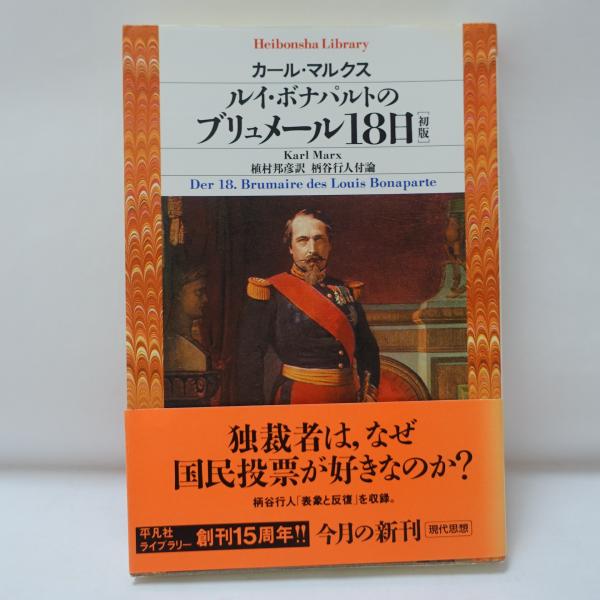 Heibonsha Library
カール・マルクス
ルイ・ボナパルトの
ブリュメール18日[初版]
Karl Marx
植村邦彦訳 柄谷行人付論
Der 18. Brumaire des Louis Bonaparte
独裁者は,なぜ
国民投票が好きなのか?
柄谷行人「表象と反復」を収録。
平凡社
ライブラリー 創刊15周年!! 今月の新刊 現代思想